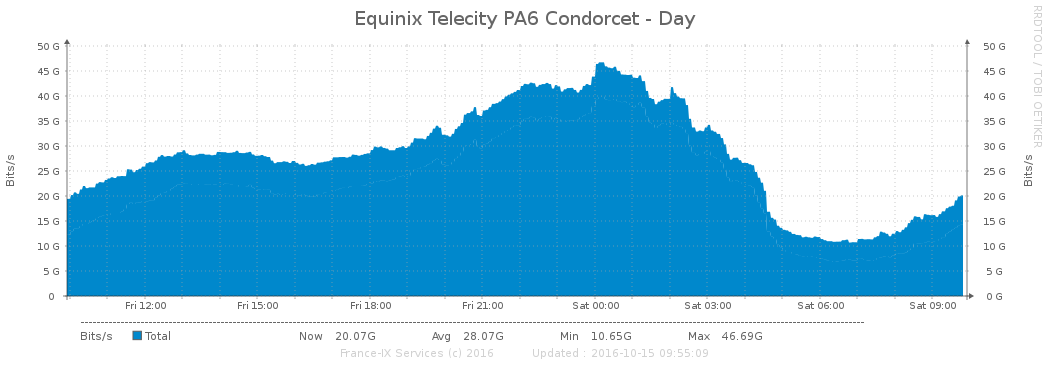 Equinix Telecity PA6 Condorcet - Day
RRDTOOL / TOBI OETIKER
Bits/s
50 G
45 G
40 G
35 G
30 G
25 G
20 G
15 G
10 G
5 G
0
50 G
45 G
40 G
35 G
30 G
25 G
20 G
15 G
10 G
5 G
0 G
Bits/s
Fri 12:00 Fri 15:00 Fri 18:00 Fri 21:00 Sat 00:00 Sat 03:00 Sat 06:00 Sat 09:00
Bits/s Total Now 20.07G Avg 28.07G Min 10.65G Max 46.69G
France-IX Services (c) 2016 Updated : 2016-10-15 09:55:09